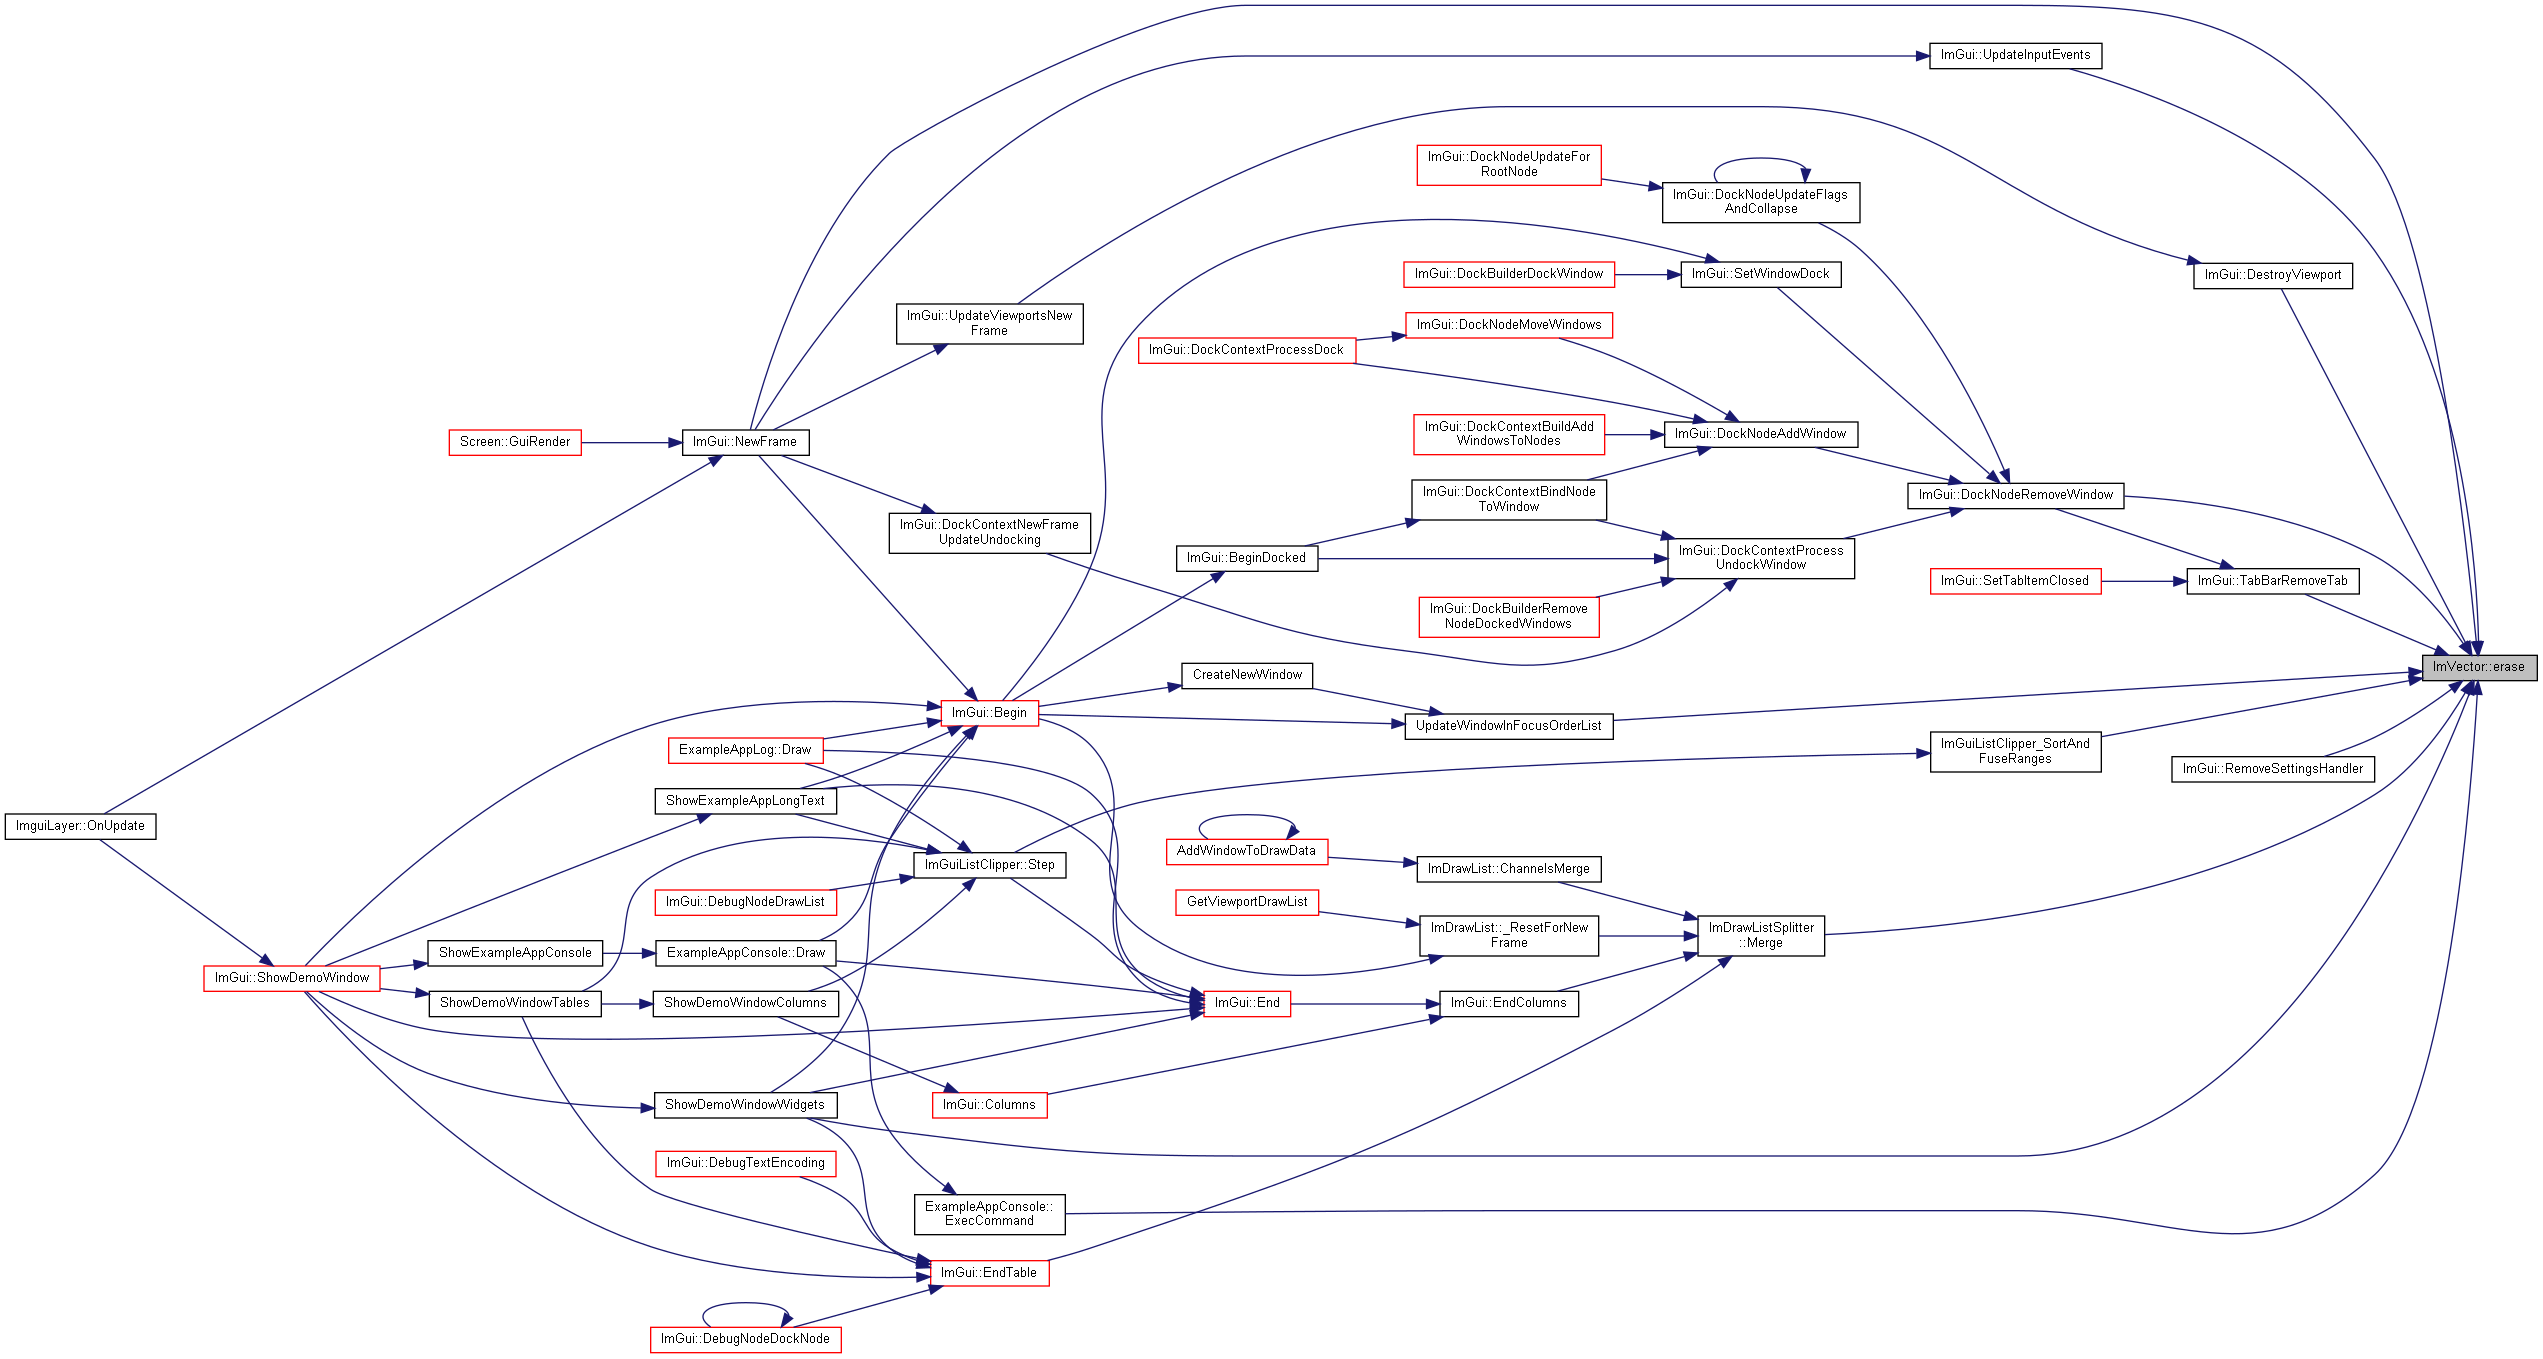 ImGui::UpdateInputEvents
ImGui::DockNodeUpdateFor
RootNode
ImGui::DockNodeUpdateFlags
AndCollapse
ImGui::DockBuilderDockWindow
ImGui::SetWindowDock
ImGui::DestroyViewport
ImGui::UpdateViewportsNew
Frame
ImGui::DockNodeMoveWindows
ImGui::DockContextProcessDock
Screen::GuiRender
ImGui::NewFrame
ImGui::DockContextBuildAdd
WindowsToNodes
ImGui::DockNodeAddWindow
ImGui::DockContextBindNode
ToWindow
ImGui::DockNodeRemoveWindow
ImGui::DockContextNewFrame
UpdateUndocking
ImGui::BeginDocked
ImGui::DockContextProcess
UndockWindow
ImGui::SetTabItemClosed
ImGui::TabBarRemoveTab
ImGui::DockBuilderRemove
NodeDockedWindows
CreateNewWindow
ImVector::erase
ImGui::Begin
UpdateWindowInFocusOrderList
ExampleAppLog::Draw
ImGuiListClipper_SortAnd
FuseRanges
ImGui::RemoveSettingsHandler
ShowExampleAppLongText
ImguiLayer::OnUpdate
AddWindowToDrawData
ImGuiListClipper::Step
ImDrawList::ChannelsMerge
ImGui::DebugNodeDrawList
GetViewportDrawList
ImDrawList::_ResetForNew
Frame
ImDrawListSplitter
::Merge
ShowExampleAppConsole
ExampleAppConsole::Draw
ImGui::ShowDemoWindow
ShowDemoWindowTables
ShowDemoWindowColumns
ImGui::End
ImGui::EndColumns
ShowDemoWindowWidgets
ImGui::Columns
ImGui::DebugTextEncoding
ExampleAppConsole::
ExecCommand
ImGui::EndTable
ImGui::DebugNodeDockNode